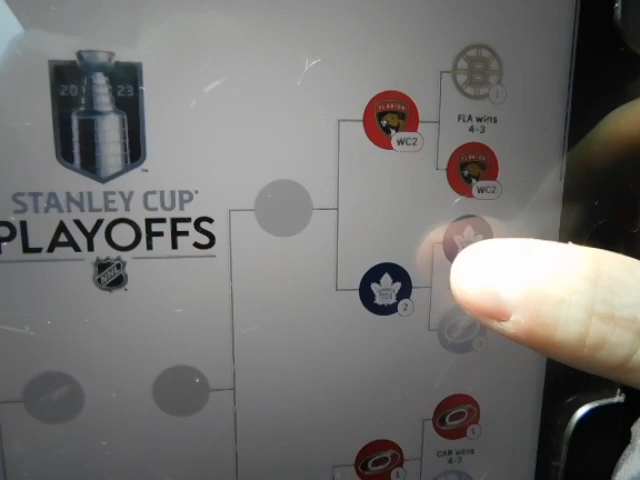 20 23
STANLEY CUP
PLAYOFFS
NHL
B
1
FLA wins
4-3
FLORIDA
WC2
WC2
2
1
CAR wins
4-2
1